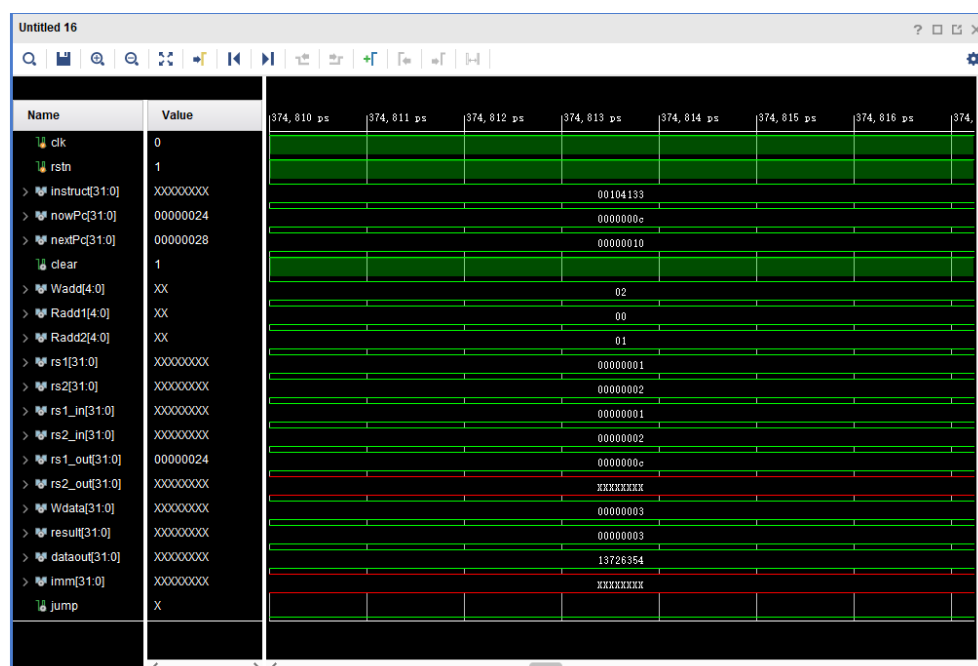 Untitled 16
Name Value 374,810 ps 374,811 ps 374,812 ps 374,813 ps 374,814 ps 374,815 ps 374,816 ps 374,
clk 0
rstn 1
instruct[31:0] XXXXXXXX 00104133
nowPc[31:0] 00000024 0000000c
nextPc[31:0] 00000028 00000010
clear 1
Wadd[4:0] XX 02
Radd1[4:0] XX 00
Radd2[4:0] XX 01
rs1[31:0] XXXXXXXX 00000001
rs2[31:0] XXXXXXXX 00000002
rs1_in[31:0] XXXXXXXX 00000001
rs2_in[31:0] XXXXXXXX 00000002
rs1_out[31:0] 00000024 0000000c
rs2_out[31:0] XXXXXXXX XXXXXXXX
Wdata[31:0] XXXXXXXX 00000003
result[31:0] XXXXXXXX 00000003
dataout[31:0] XXXXXXXX 13726354
imm[31:0] XXXXXXXX XXXXXXXX
jump X